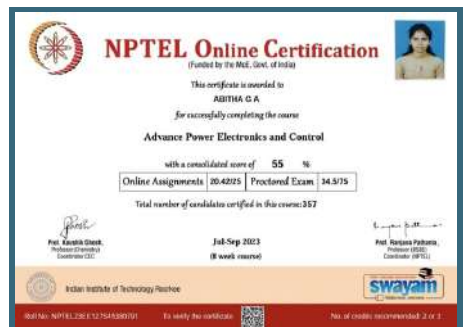 NPTEL Online Certification
(Funded by the MoE, Govt. of India)
This certificate is awarded to
ABITHA G A
for successfully completing the course
Advance Power Electronics and Control
with a consolidated score of 55 %
Online Assignments 20.42/25 Proctored Exam 34.5/75
Total number of candidates certified in this course: 357
Prof. Kaushik Ghosh,
Jul-Sep 2023
(8 week course)
Prof. Ranjana Pathania,
Indian Institute of Technology Roorkee
swayam
Roll No: To verify the certificate
No. of credits recommended: 2 or 3